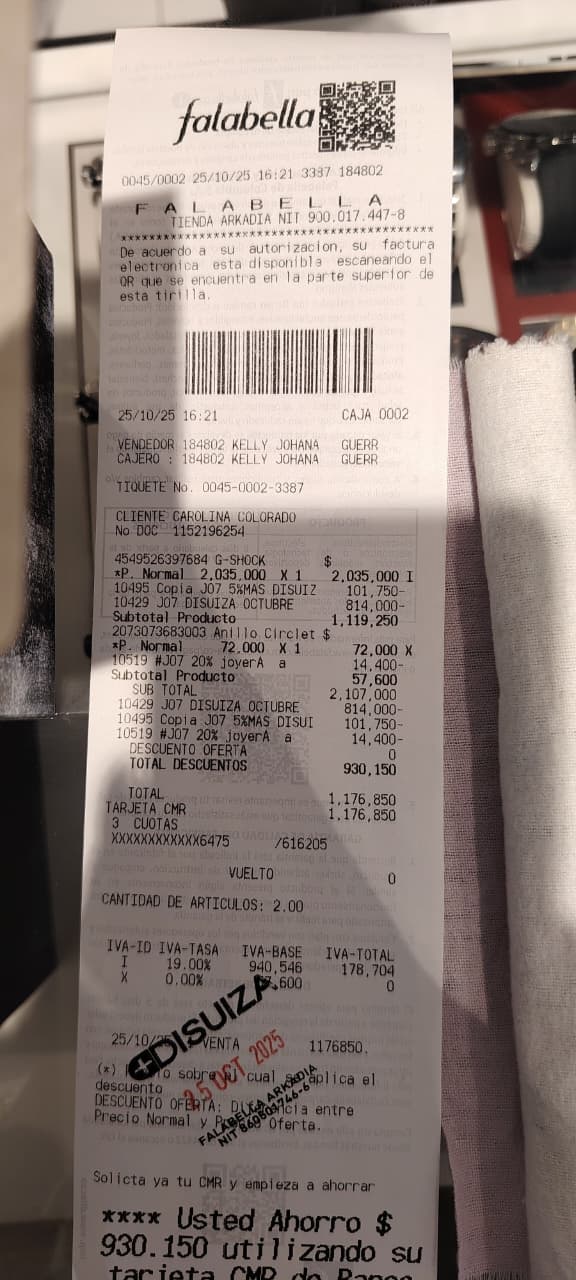 falabella
0045/0002 25/10/25 16:21 3387 184802
F A L A B E L L A
TIENDA ARKADIA NIT 900.017.447-8
****************************************
De acuerdo a su autorizacion, su factura
electronica esta disponible escaneando el
QR que se encuentra en la parte superior de
esta tirilla.
25/10/25 16:21 CAJA 0002
VENDEDOR 184802 KELLY JOHANA GUERR
CAJERO : 184802 KELLY JOHANA GUERR
TIQUETE No. 0045-0002-3387
CLIENTE CAROLINA COLORADO
No DOC 1152196254
4549526397684 G-SHOCK $
*P. Normal 2,035,000 X 1 2,035,000 I
10495 Copia J07 5%MAS DISUIZ 101,750-
10429 J07 DISUIZA OCTUBRE 814,000-
Subtotal Producto 1,119,250
2073073683003 Anillo Circlet $
*P. Normal 72,000 X 1 72,000 X
10519 #J07 20% joyerA a 14,400-
Subtotal Producto 57,600
SUB TOTAL 2,107,000
10429 J07 DISUIZA OCTUBRE 814,000-
10495 Copia J07 5%MAS DISUI 101,750-
10519 #J07 20% joyerA a 14,400-
DESCUENTO OFERTA 0
TOTAL DESCUENTOS 930,150
TOTAL 1,176,850
TARJETA CMR 1,176,850
3 CUOTAS
XXXXXXXXXXXX6475 /616205
VUELTO 0
CANTIDAD DE ARTICULOS: 2.00
IVA-ID IVA-TASA IVA-BASE IVA-TOTAL
I 19.00% 940,546 178,704
X 0.00% ,600 0
DISUIZA
25/10/ VENTA 1176850.
25 OCT 2025
(*) sobre cual se aplica el
descuento
FALABELLA ARKADIA
DESCUENTO OFERTA: entre
Precio Normal y Oferta.
Solicta ya tu CMR y empieza a ahorrar
**** Usted Ahorro $
930.150 utilizando su
tarjeta CMR de Banco